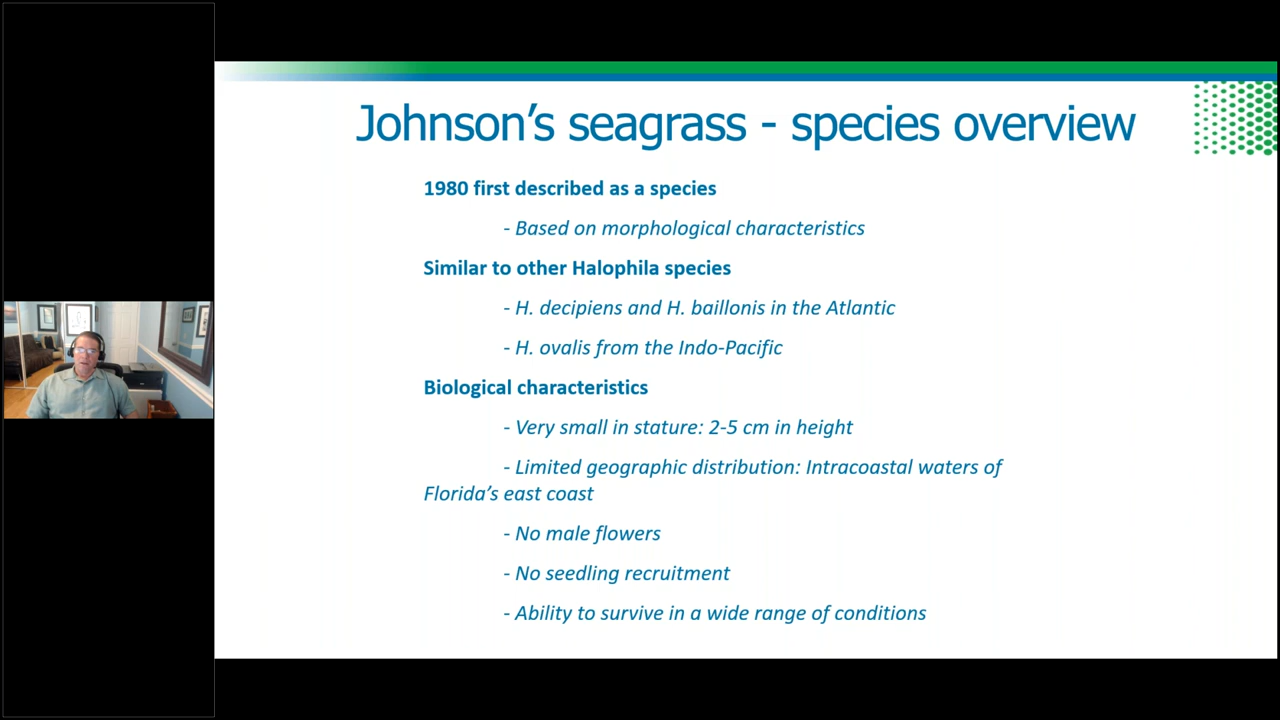 Johnson’s seagrass - species overview
1980 first described as a species
- Based on morphological characteristics
Similar to other Halophila species
- H. decipiens and H. baillonis in the Atlantic
- H. ovalis from the Indo-Pacific
Biological characteristics
- Very small in stature: 2-5 cm in height
- Limited geographic distribution: Intracoastal waters of
Florida’s east coast
- No male flowers
- No seedling recruitment
- Ability to survive in a wide range of conditions